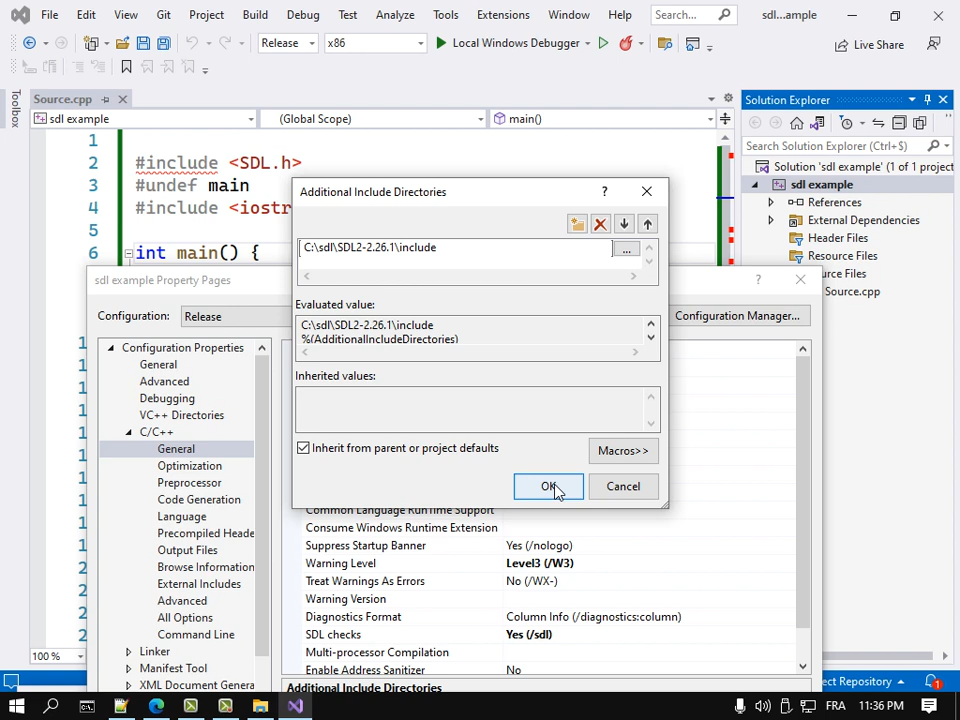 File Edit View Git Project Build Debug Test Analyze Tools Extensions Window Help Search... sdl...ample
Release x86 Local Windows Debugger Live Share
Toolbox
Source.cpp
sdl example (Global Scope) main()
1
2 #include <SDL.h>
3 #undef main
4 #include <iostr
5
6 int main() {
Solution Explorer
Search Solution Explorer (Ctrl+$)
Solution 'sdl example' (1 of 1 project
sdl example
References
External Dependencies
Header Files
Resource Files
urce Files
Source.cpp
Additional Include Directories
?
C:\sdl\SDL2-2.26.1\include
...
Evaluated value:
C:\sdl\SDL2-2.26.1\include
%(AdditionalIncludeDirectories)
Inherited values:
Inherit from parent or project defaults
Macros>>
OK
Cancel
sdl example Property Pages
?
Configuration: Release
Configuration Manager...
Configuration Properties
General
Advanced
Debugging
VC++ Directories
C/C++
General
Optimization
Preprocessor
Code Generation
Language
Precompiled Heade
Output Files
Browse Information
External Includes
Advanced
All Options
Command Line
Linker
Manifest Tool
XML Document Genera
Common Language RunTime Support
Consume Windows Runtime Extension
Suppress Startup Banner Yes (/nologo)
Warning Level Level3 (/W3)
Treat Warnings As Errors No (/WX-)
Warning Version
Diagnostics Format Column Info (/diagnostics:column)
SDL checks Yes (/sdl)
Multi-processor Compilation
Enable Address Sanitizer No
Additional Include Directories
100 %
ect Repository
1
FRA 11:36 PM